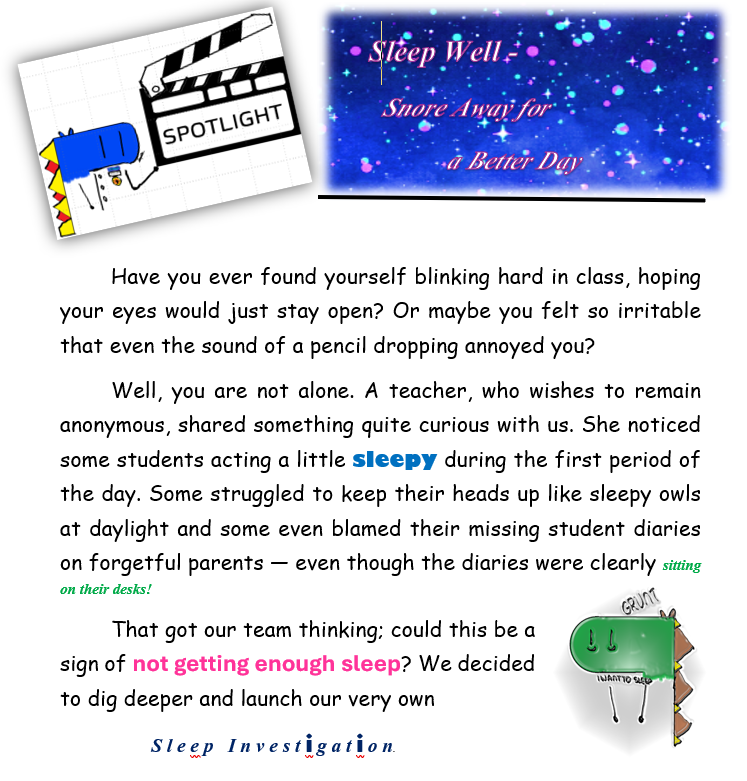 SPOTLIGHT
Sleep Well -
Snore Away for
a Better Day
Have you ever found yourself blinking hard in class, hoping
your eyes would just stay open? Or maybe you felt so irritable
that even the sound of a pencil dropping annoyed you?
Well, you are not alone. A teacher, who wishes to remain
anonymous, shared something quite curious with us. She noticed
some students acting a little sleepy during the first period of
the day. Some struggled to keep their heads up like sleepy owls
at daylight and some even blamed their missing student diaries
on forgetful parents — even though the diaries were clearly sitting
on their desks!
GRUNT
I WANT TO SLEEP
That got our team thinking; could this be a
sign of not getting enough sleep? We decided
to dig deeper and launch our very own
Sleep Investigation.